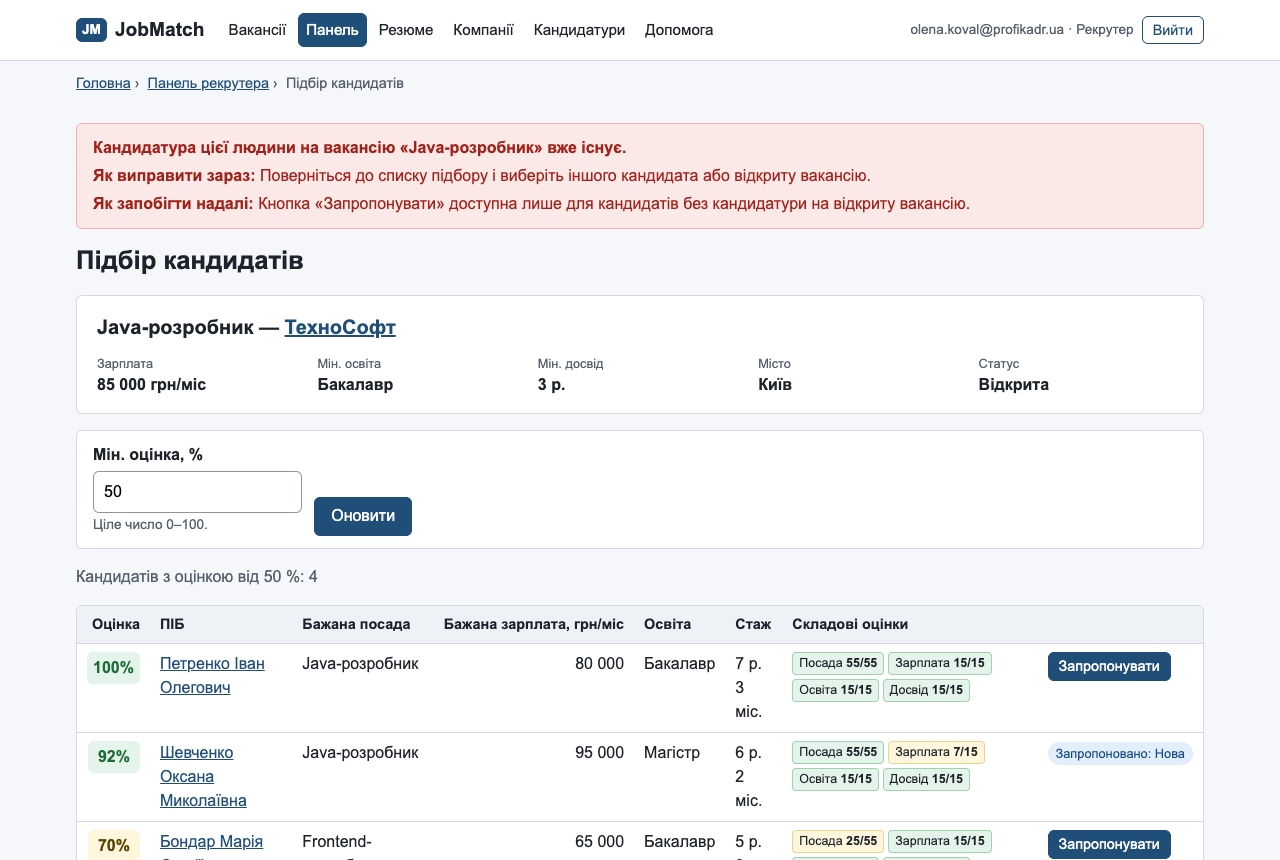 JM JobMatch Вакансії Панель Резюме Компанії Кандидатури Допомога olena.koval@profikadr.ua · Рекрутер Вийти
Головна › Панель рекрутера › Підбір кандидатів
Кандидатура цієї людини на вакансію «Java-розробник» вже існує.
Як виправити зараз: Поверніться до списку підбору і виберіть іншого кандидата або відкриту вакансію.
Як запобігти надалі: Кнопка «Запропонувати» доступна лише для кандидатів без кандидатури на відкриту вакансію.
Підбір кандидатів
Java-розробник — ТехноСофт
Зарплата Мін. освіта Мін. досвід Місто Статус
85 000 грн/міс Бакалавр 3 р. Київ Відкрита
Мін. оцінка, %
50
Ціле число 0–100.
Оновити
Кандидатів з оцінкою від 50 %: 4
Оцінка ПІБ Бажана посада Бажана зарплата, грн/міс Освіта Стаж Складові оцінки
100% Петренко Іван Java-розробник 80 000 Бакалавр 7 р. Посада 55/55 Зарплата 15/15 Запропонувати
Олегович 3 Освіта 15/15 Досвід 15/15
міс.
92% Шевченко Java-розробник 95 000 Магістр 6 р. Посада 55/55 Зарплата 7/15 Запропоновано: Нова
Оксана 2 Освіта 15/15 Досвід 15/15
Миколаївна міс.
70% Бондар Марія Frontend- 65 000 Бакалавр 5 р. Посада 25/55 Зарплата 15/15 Запропонувати